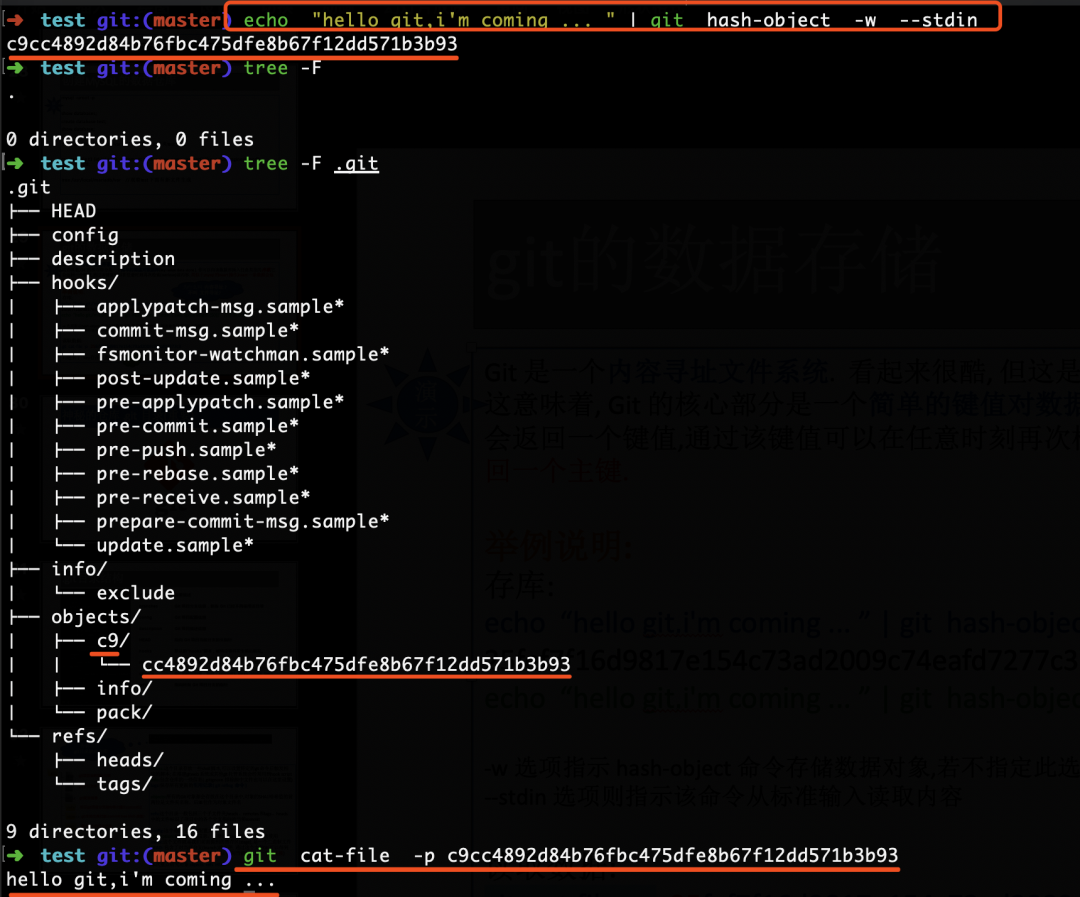 ➜ test git:(master) echo "hello git,i'm coming ... " | git hash-object -w --stdin
c9cc4892d84b76fbc475dfe8b67f12dd571b3b93
➜ test git:(master) tree -F
.
0 directories, 0 files
➜ test git:(master) tree -F .git
.git
├── HEAD
├── config
├── description
├── hooks/
│   ├── applypatch-msg.sample*
│   ├── commit-msg.sample*
│   ├── fsmonitor-watchman.sample*
│   ├── post-update.sample*
│   ├── pre-applypatch.sample*
│   ├── pre-commit.sample*
│   ├── pre-push.sample*
│   ├── pre-rebase.sample*
│   ├── pre-receive.sample*
│   ├── prepare-commit-msg.sample*
│   └── update.sample*
├── info/
│   └── exclude
├── objects/
│   ├── c9/
│   │   └── cc4892d84b76fbc475dfe8b67f12dd571b3b93
│   ├── info/
│   └── pack/
└── refs/
    ├── heads/
    └── tags/
9 directories, 16 files
➜ test git:(master) git cat-file -p c9cc4892d84b76fbc475dfe8b67f12dd571b3b93
hello git,i'm coming ...
git的数据存储
Git 是一个内容寻址文件系统. 看起来很酷, 但这是
这意味着, Git 的核心部分是一个简单的键值对数据
会返回一个键值,通过该键值可以在任意时刻再次
回一个主键.
举例说明:
存库:
echo "hello git,i'm coming ... " | git hash-objec
16d9817e154c73ad2009c74eafd7277c3
echo "hello git,i'm coming ... " | git hash-objec
-w 选项指示 hash-object 命令存储数据对象,若不指定此选
--stdin 选项则指示该命令从标准输入读取内容